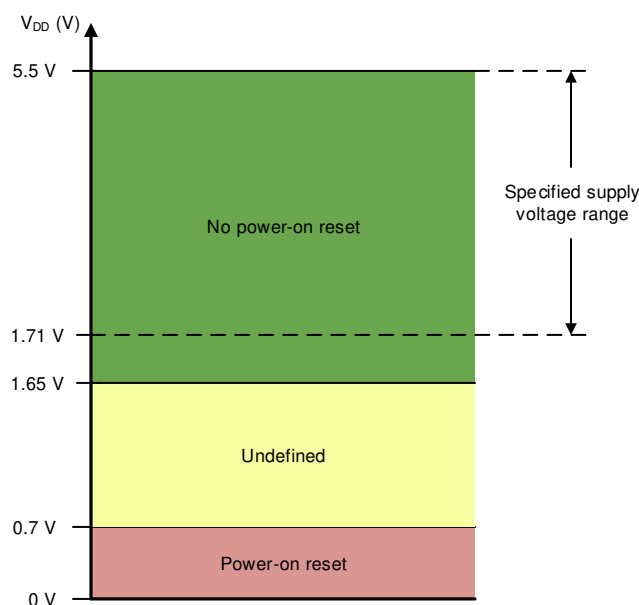 V_DD (V)
5.5 V
No power-on reset
Specified supply
voltage range
1.71 V
1.65 V
Undefined
0.7 V
Power-on reset
0 V